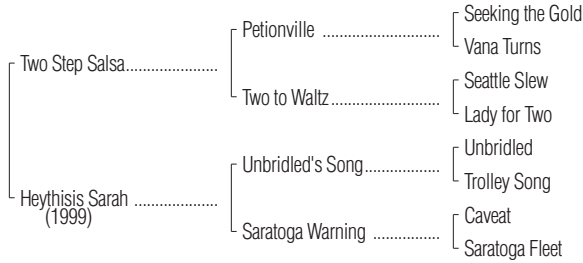 Seeking the Gold
Petionville ........................
Vana Turns
Two Step Salsa...................
Seattle Slew
Two to Waltz......................
Lady for Two
Unbridled
Unbridled's Song...............
Trolley Song
Heythisis Sarah .................
(1999)
Caveat
Saratoga Warning .............
Saratoga Fleet